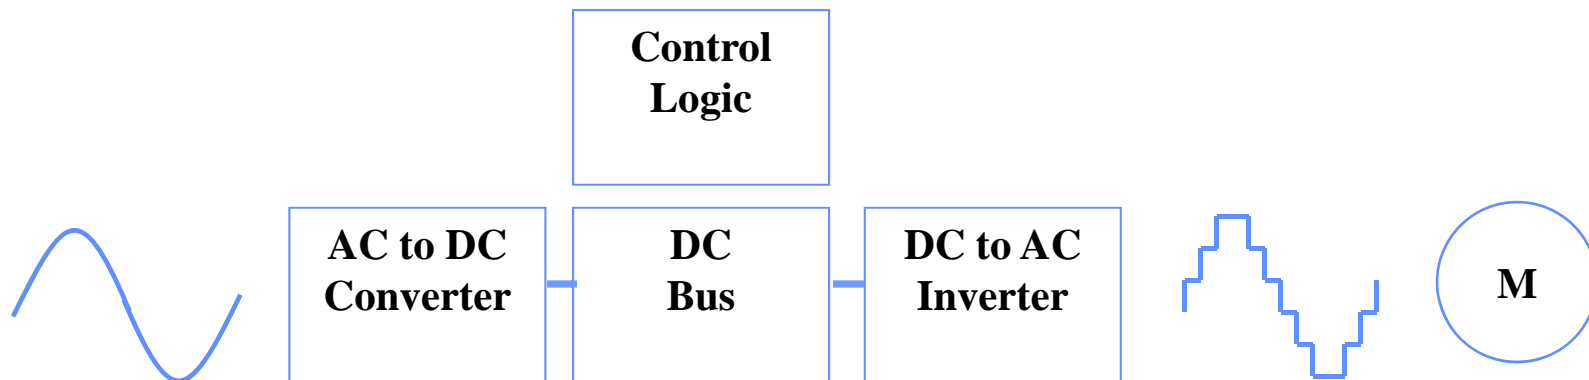 Control
Logic
AC to DC
Converter
DC
Bus
DC to AC
Inverter
M